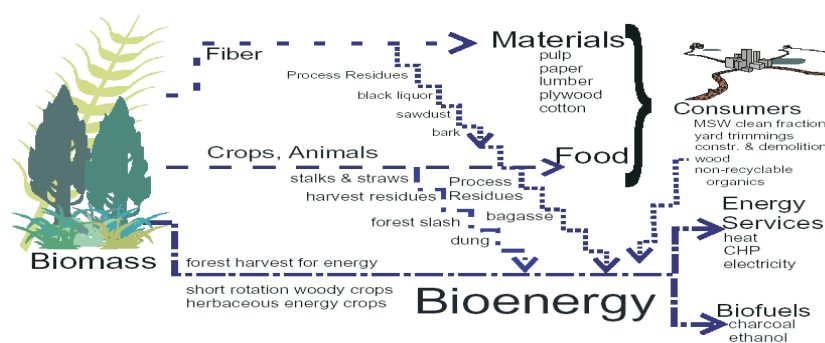 Fiber
Materials
pulp
paper
lumber
plywood
cotton
Process Residues
black liquor
sawdust
bark
Consumers
MSW clean fraction
yard trimmings
constr. & demolition
wood
non-recyclable
organics
Crops, Animals
Food
stalks & straws
harvest residues
forest slash
dung
Process
Residues
bagasse
Biomass
forest harvest for energy
short rotation woody crops
herbaceous energy crops
Bioenergy
Energy
Services
heat
CHP
electricity
Biofuels
charcoal
ethanol